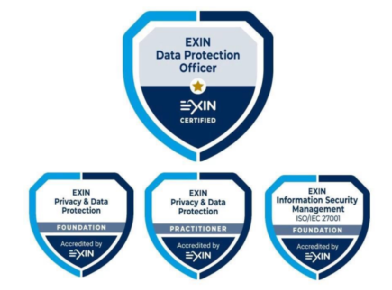 EXIN
Data Protection
Officer
EXIN
CERTIFIED
EXIN
Privacy & Data
Protection
FOUNDATION
Accredited by
EXIN
EXIN
Privacy & Data
Protection
PRACTITIONER
Accredited by
EXIN
EXIN
Information Security
Management
ISO/IEC 27001
FOUNDATION
Accredited by
EXIN